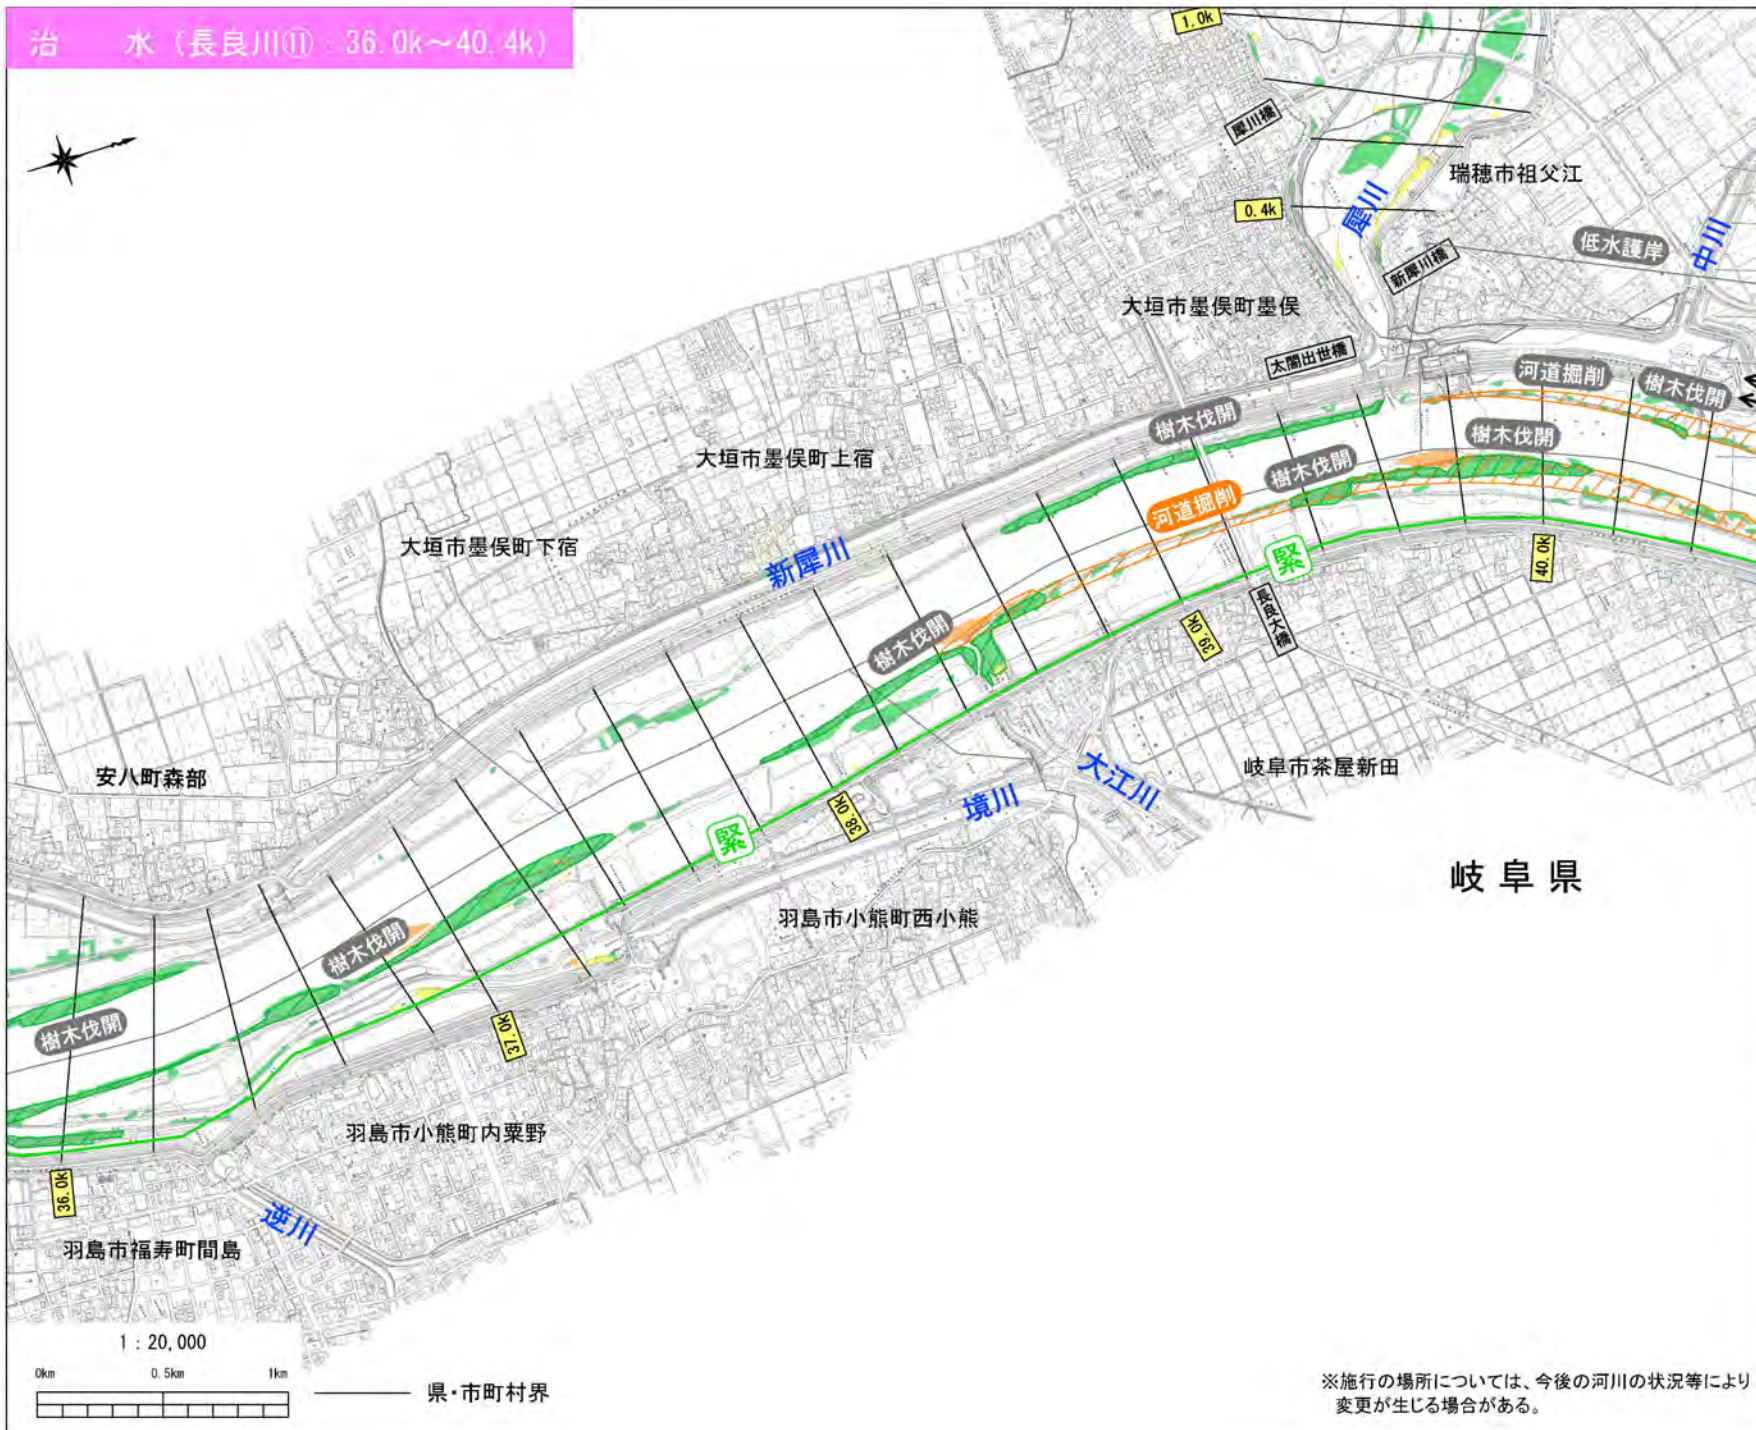 治　　水（長良川⑪：36.0k～40.4k）
1.0k
犀川橋
瑞穂市祖父江
0.4k
犀川
中川
低水護岸
新犀川橋
大垣市墨俣町墨俣
太閤出世橋
河道掘削
樹木伐開
樹木伐開
樹木伐開
大垣市墨俣町上宿
樹木伐開
河道掘削
大垣市墨俣町下宿
新犀川
緊
40.0k
長良大橋
39.0k
樹木伐開
安八町森部
大江川
岐阜市茶屋新田
境川
38.0k
緊
岐阜県
羽島市小熊町西小熊
樹木伐開
樹木伐開
37.0k
羽島市小熊町内粟野
36.0k
逆川
羽島市福寿町間島
1：20,000
0km　0.5km　1km
県・市町村界
※施行の場所については、今後の河川の状況等により
変更が生じる場合がある。